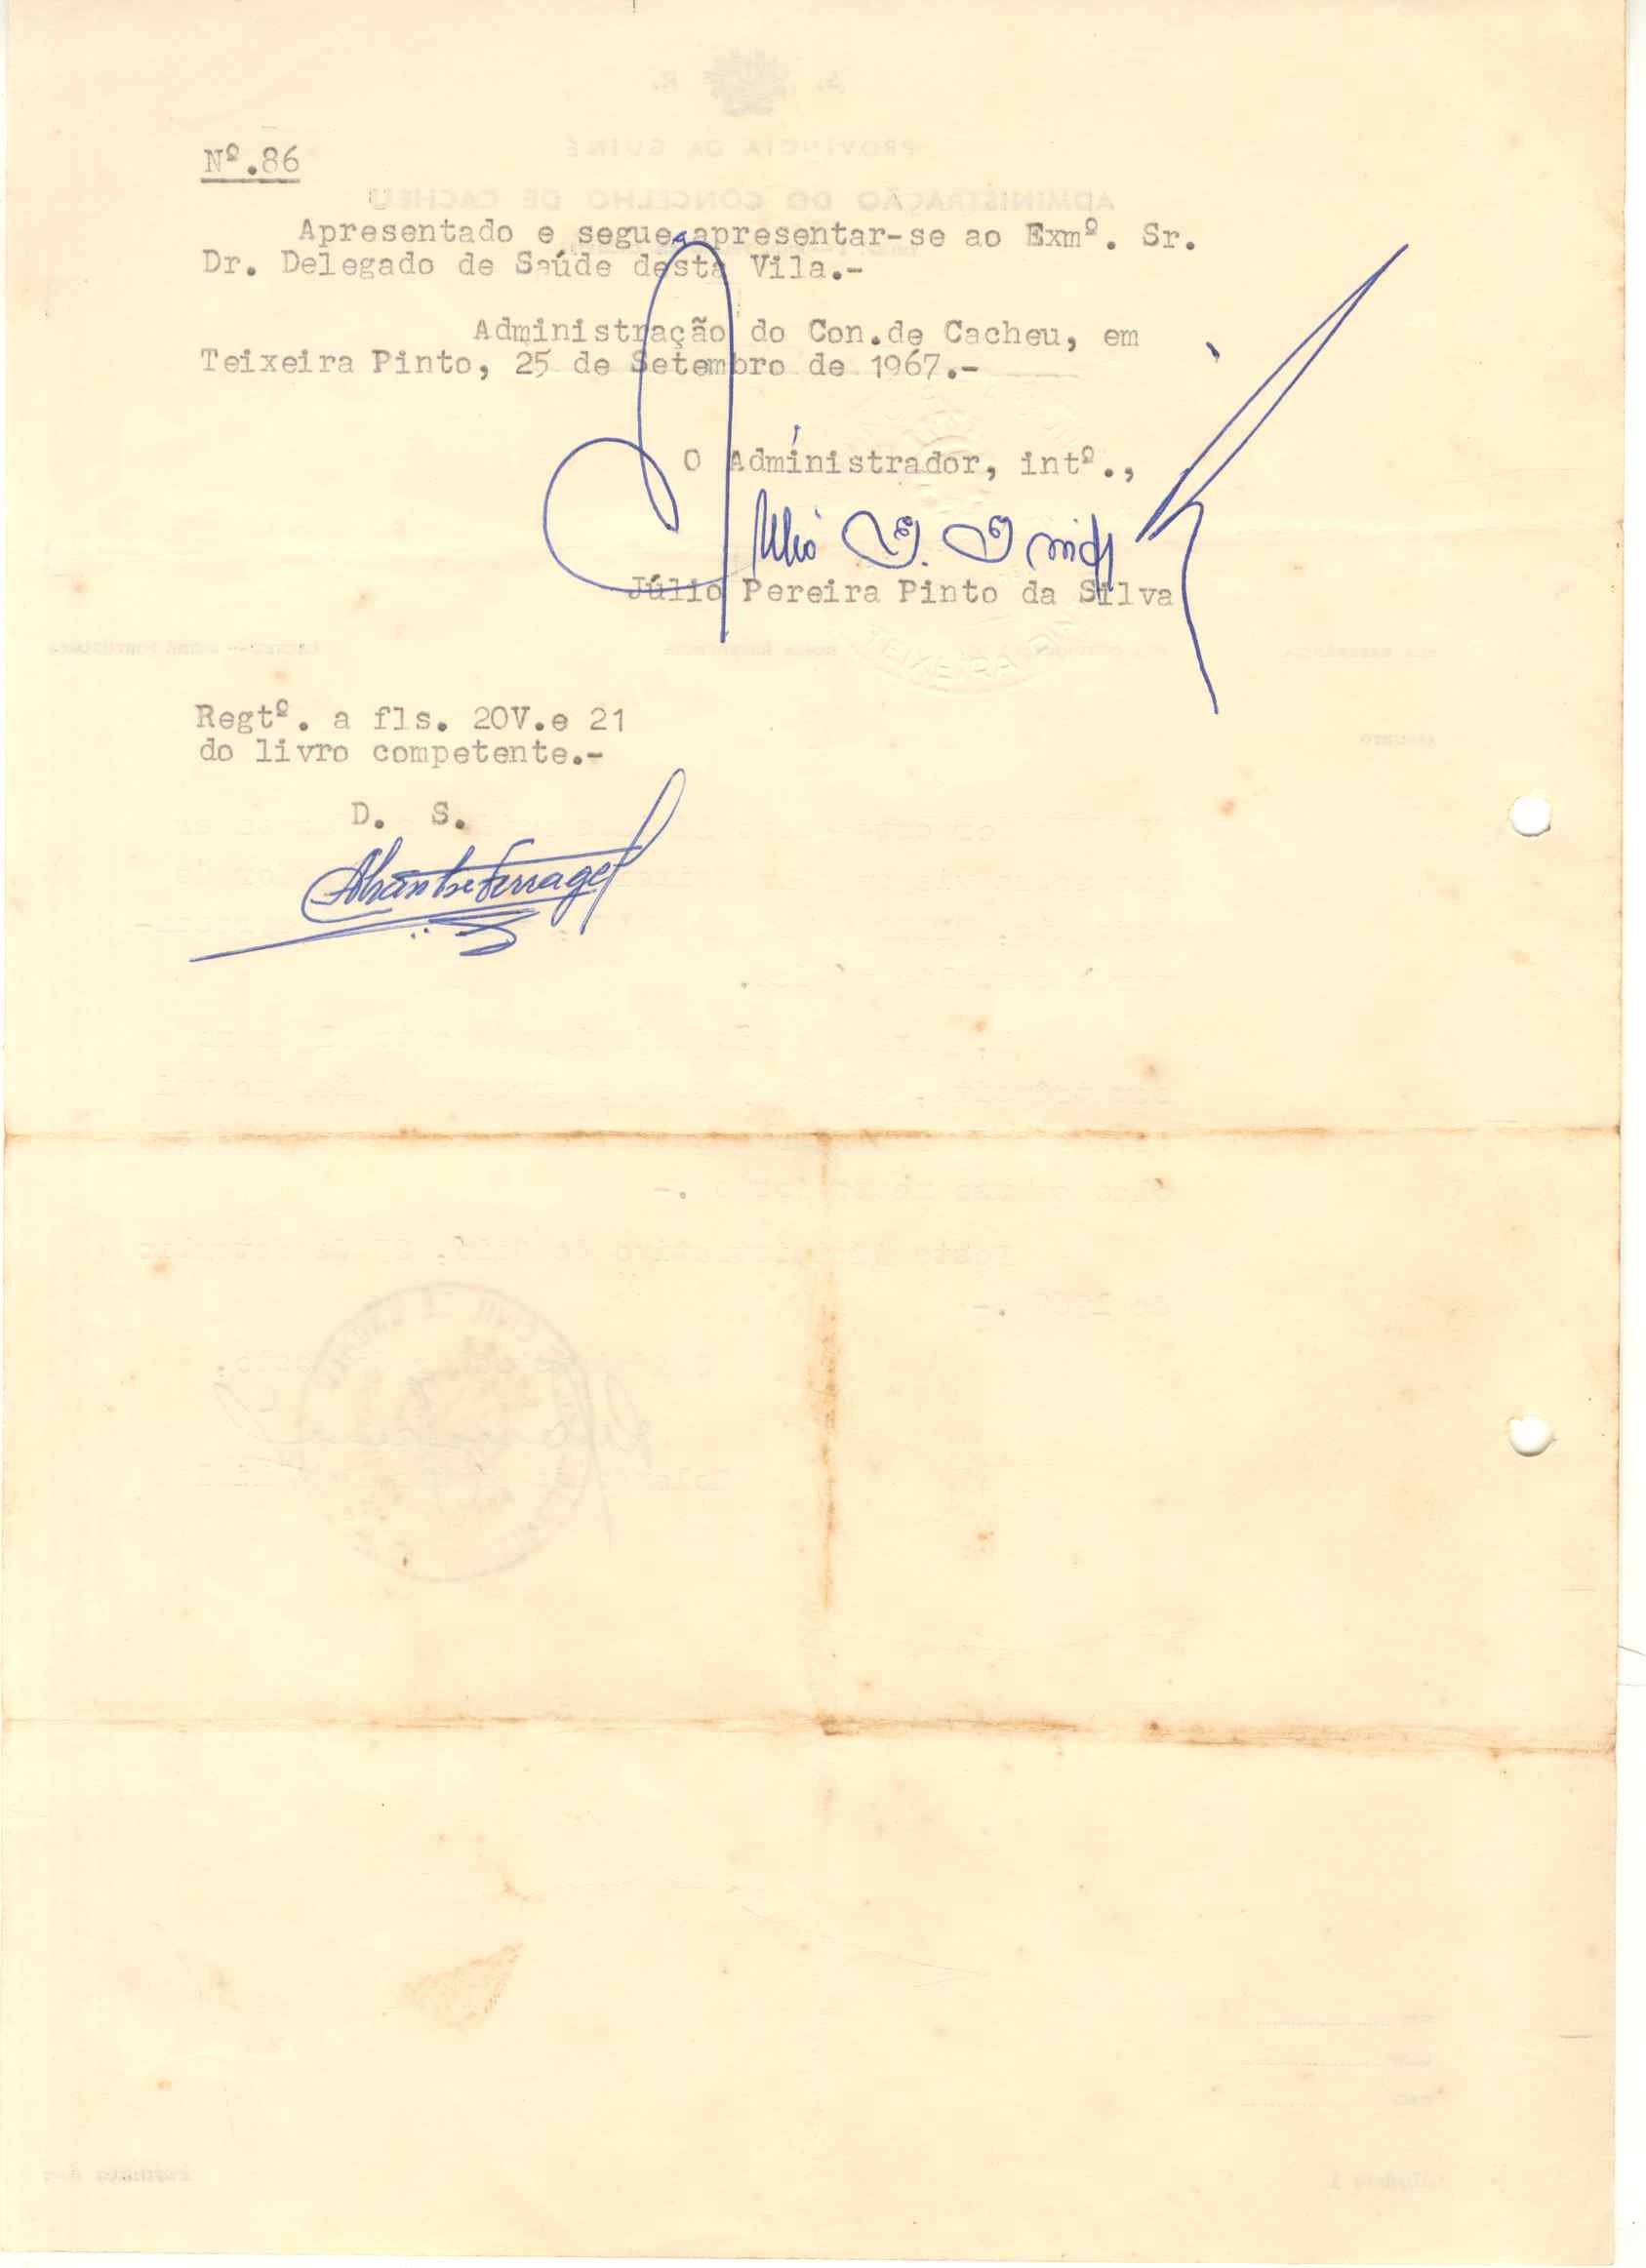 Nº.86
Apresentado e segue apresentar-se ao Exmº. Sr.
Dr. Delegado de Saúde desta Vila.-
Administração do Con.de Cacheu, em
Teixeira Pinto, 25 de Setembro de 1967.-
O Administrador, intº.,
Júlio Pereira Pinto da Silva
TEIXEIRA PINTO
Regtº. a fls. 20V.e 21
do livro competente.-
D. S.